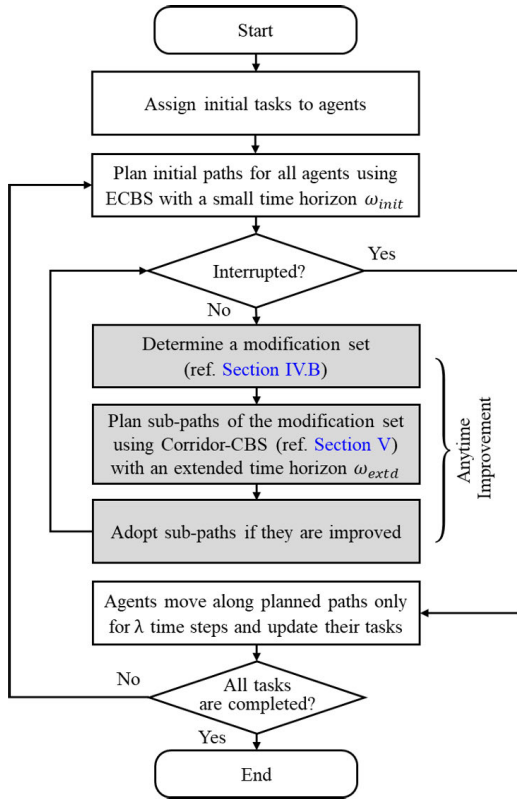 Start
Assign initial tasks to agents
Plan initial paths for all agents using
ECBS with a small time horizon ω_init
Interrupted?
Yes
No
Determine a modification set
(ref. Section IV.B)
Plan sub-paths of the modification set
using Corridor-CBS (ref. Section V)
with an extended time horizon ω_extd
Adopt sub-paths if they are improved
Anytime
Improvement
Agents move along planned paths only
for λ time steps and update their tasks
All tasks
are completed?
No
Yes
End